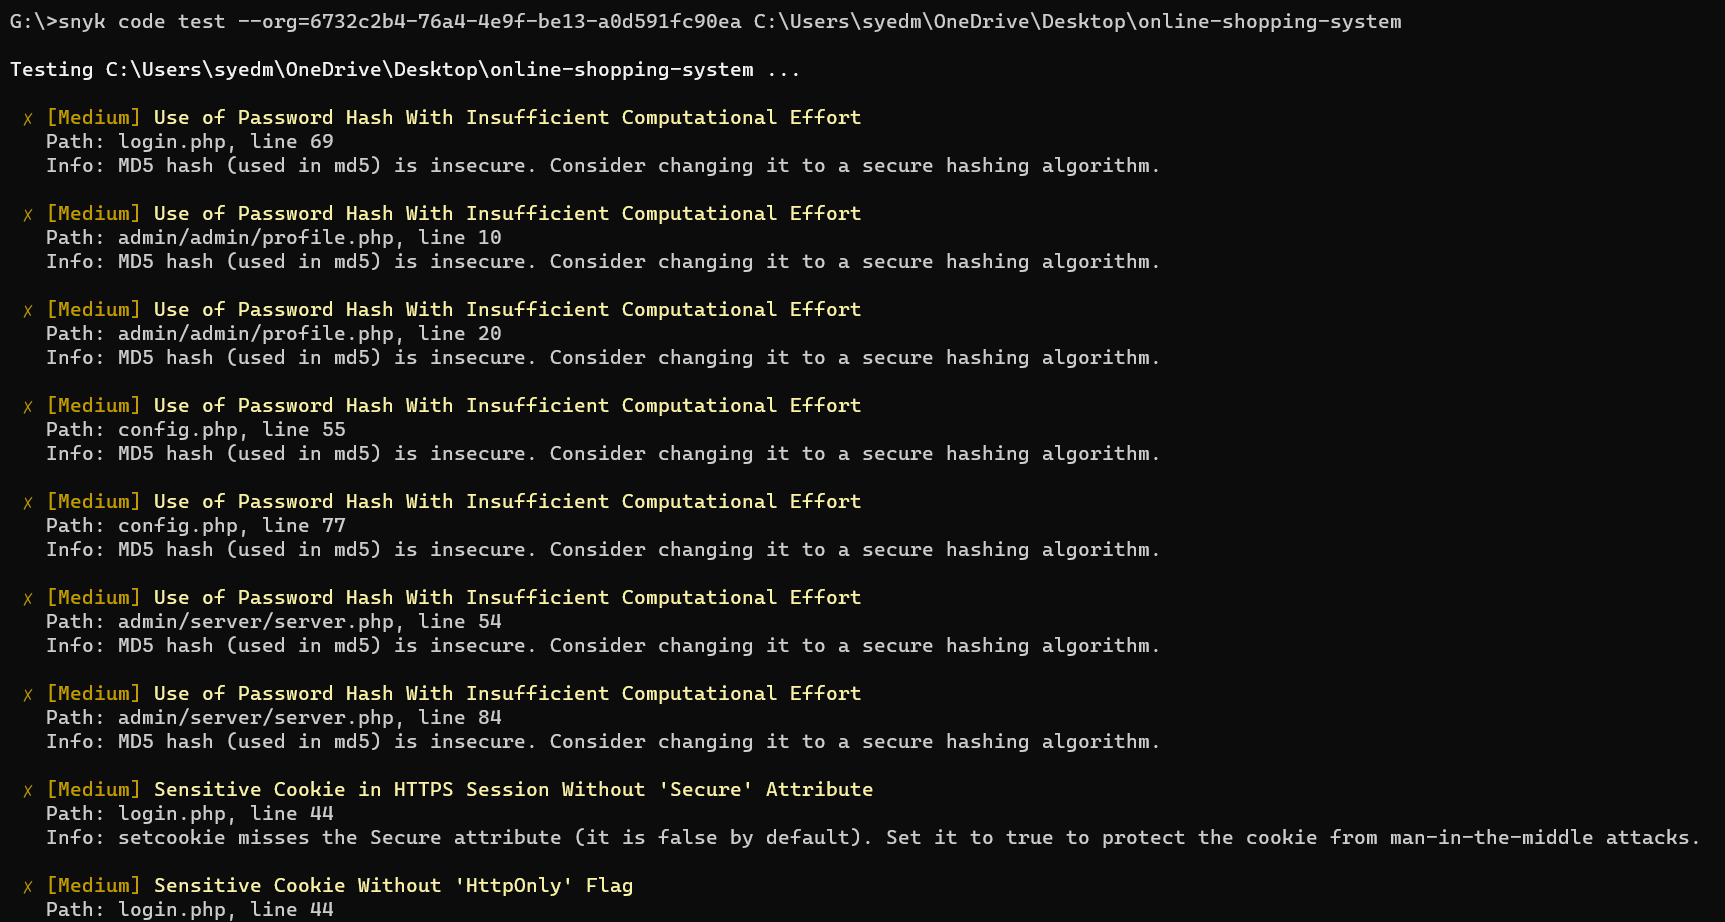 G:\>snyk code test --org=6732c2b4-76a4-4e9f-be13-a0d591fc90ea C:\Users\syedm\OneDrive\Desktop\online-shopping-system
Testing C:\Users\syedm\OneDrive\Desktop\online-shopping-system ...
✗ [Medium] Use of Password Hash With Insufficient Computational Effort
Path: login.php, line 69
Info: MD5 hash (used in md5) is insecure. Consider changing it to a secure hashing algorithm.
✗ [Medium] Use of Password Hash With Insufficient Computational Effort
Path: admin/admin/profile.php, line 10
Info: MD5 hash (used in md5) is insecure. Consider changing it to a secure hashing algorithm.
✗ [Medium] Use of Password Hash With Insufficient Computational Effort
Path: admin/admin/profile.php, line 20
Info: MD5 hash (used in md5) is insecure. Consider changing it to a secure hashing algorithm.
✗ [Medium] Use of Password Hash With Insufficient Computational Effort
Path: config.php, line 55
Info: MD5 hash (used in md5) is insecure. Consider changing it to a secure hashing algorithm.
✗ [Medium] Use of Password Hash With Insufficient Computational Effort
Path: config.php, line 77
Info: MD5 hash (used in md5) is insecure. Consider changing it to a secure hashing algorithm.
✗ [Medium] Use of Password Hash With Insufficient Computational Effort
Path: admin/server/server.php, line 54
Info: MD5 hash (used in md5) is insecure. Consider changing it to a secure hashing algorithm.
✗ [Medium] Use of Password Hash With Insufficient Computational Effort
Path: admin/server/server.php, line 84
Info: MD5 hash (used in md5) is insecure. Consider changing it to a secure hashing algorithm.
✗ [Medium] Sensitive Cookie in HTTPS Session Without 'Secure' Attribute
Path: login.php, line 44
Info: setcookie misses the Secure attribute (it is false by default). Set it to true to protect the cookie from man-in-the-middle attacks.
✗ [Medium] Sensitive Cookie Without 'HttpOnly' Flag
Path: login.php, line 44